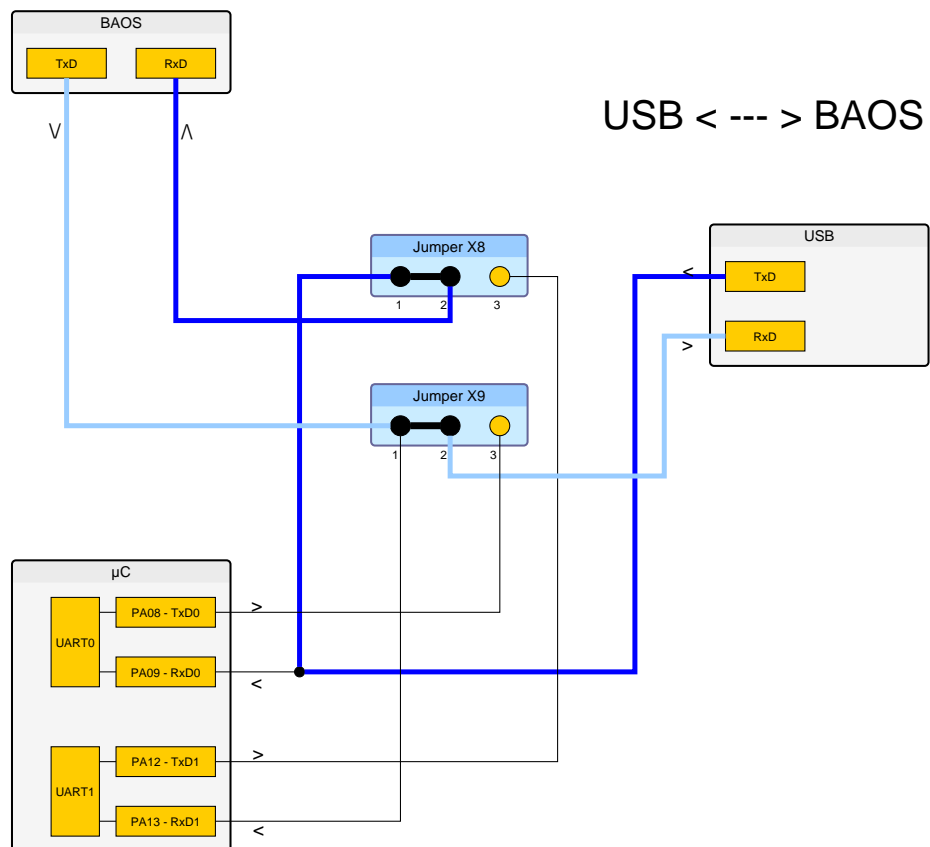 BAOS
TxD
RxD
\/
/\
USB < --- > BAOS
Jumper X8
1
2
3
USB
TxD
<
RxD
>
Jumper X9
1
2
3
µC
UART0
PA08 - TxD0
>
PA09 - RxD0
<
UART1
PA12 - TxD1
>
PA13 - RxD1
<